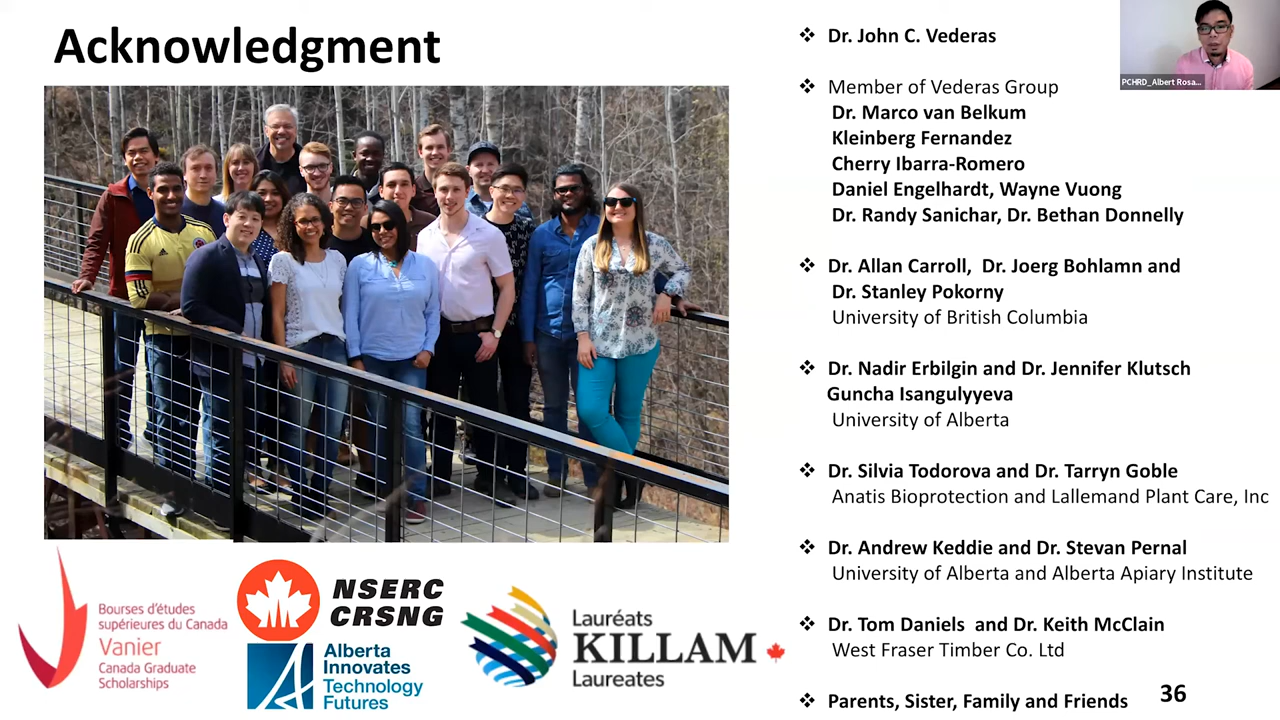 Acknowledgment
❖ Dr. John C. Vederas
❖ Member of Vederas Group
Dr. Marco van Belkum
Kleinberg Fernandez
Cherry Ibarra-Romero
Daniel Engelhardt, Wayne Vuong
Dr. Randy Sanichar, Dr. Bethan Donnelly
❖ Dr. Allan Carroll, Dr. Joerg Bohlamn and
Dr. Stanley Pokorny
University of British Columbia
❖ Dr. Nadir Erbilgin and Dr. Jennifer Klutsch
Guncha Isangulyyeva
University of Alberta
❖ Dr. Silvia Todorova and Dr. Tarryn Goble
Anatis Bioprotection and Lallemand Plant Care, Inc
❖ Dr. Andrew Keddie and Dr. Stevan Pernal
University of Alberta and Alberta Apiary Institute
❖ Dr. Tom Daniels and Dr. Keith McClain
West Fraser Timber Co. Ltd
❖ Parents, Sister, Family and Friends
36
PCHRD_Albert Rosa...
Bourses d'études
supérieures du Canada
Vanier
Canada Graduate
Scholarships
NSERC
CRSNG
Alberta
Innovates
Technology
Futures
Lauréats
KILLAM
Laureates